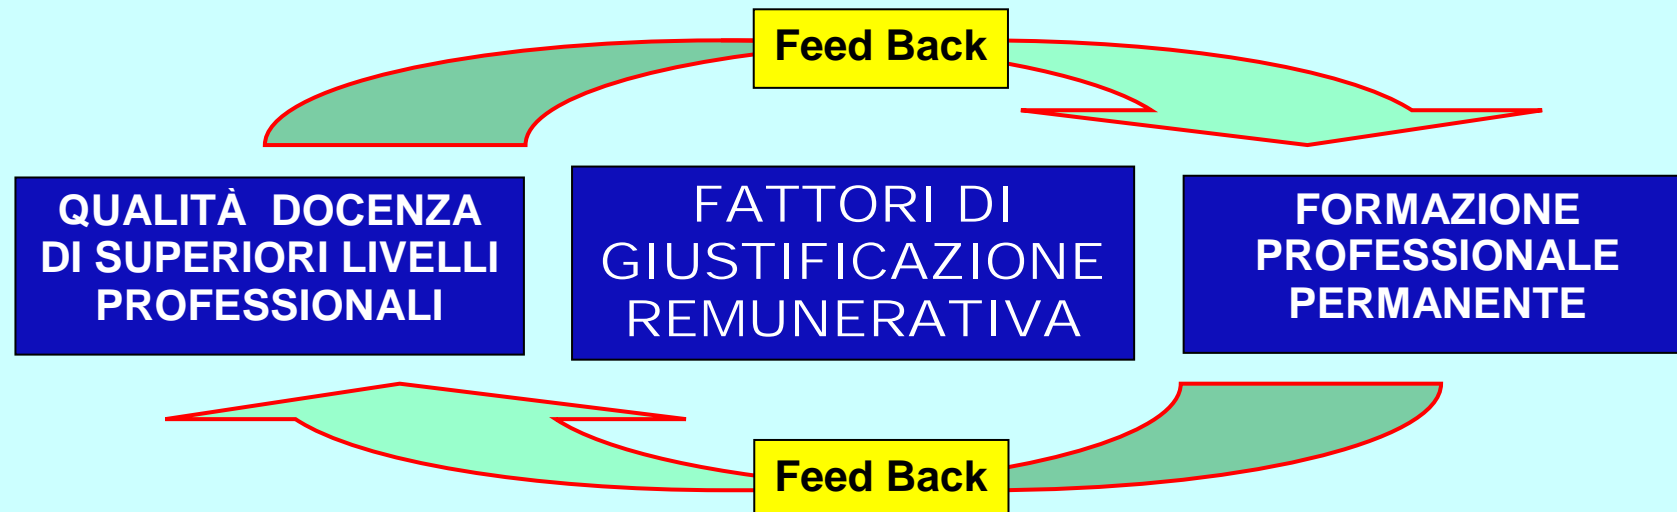 Feed Back
QUALITÀ DOCENZA
DI SUPERIORI LIVELLI
PROFESSIONALI
FATTORI DI
GIUSTIFICAZIONE
REMUNERATIVA
FORMAZIONE
PROFESSIONALE
PERMANENTE
Feed Back